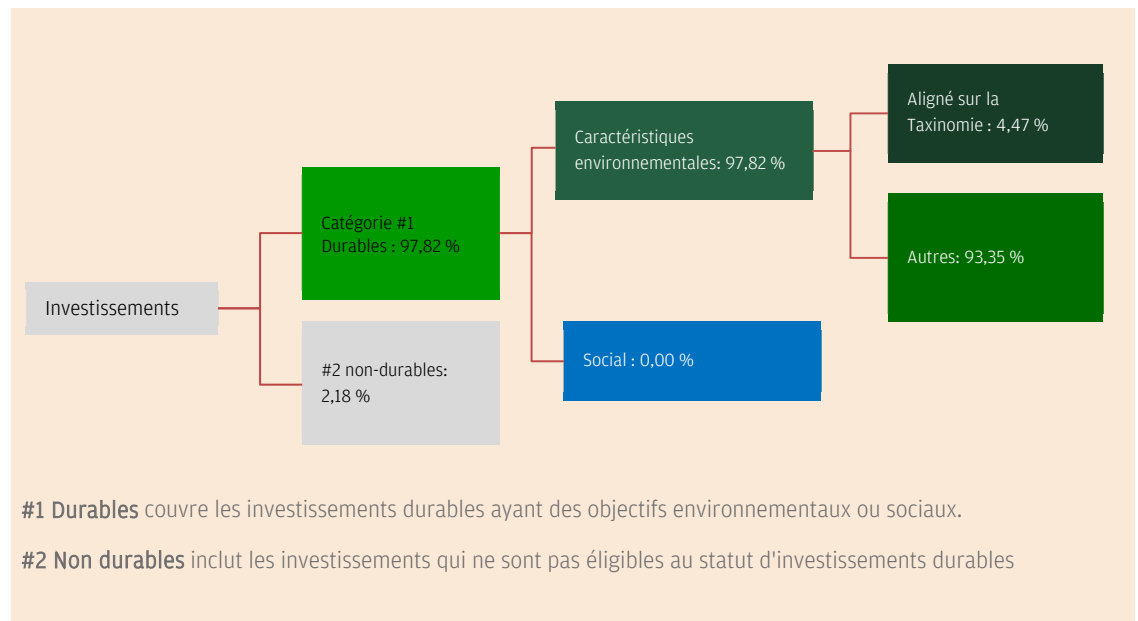 Investissements
Catégorie #1
Durables : 97,82 %
#2 non-durables:
2,18 %
Caractéristiques
environnementales: 97,82 %
Social : 0,00 %
Aligné sur la
Taxinomie : 4,47 %
Autres: 93,35 %
#1 Durables couvre les investissements durables ayant des objectifs environnementaux ou sociaux.
#2 Non durables inclut les investissements qui ne sont pas éligibles au statut d'investissements durables